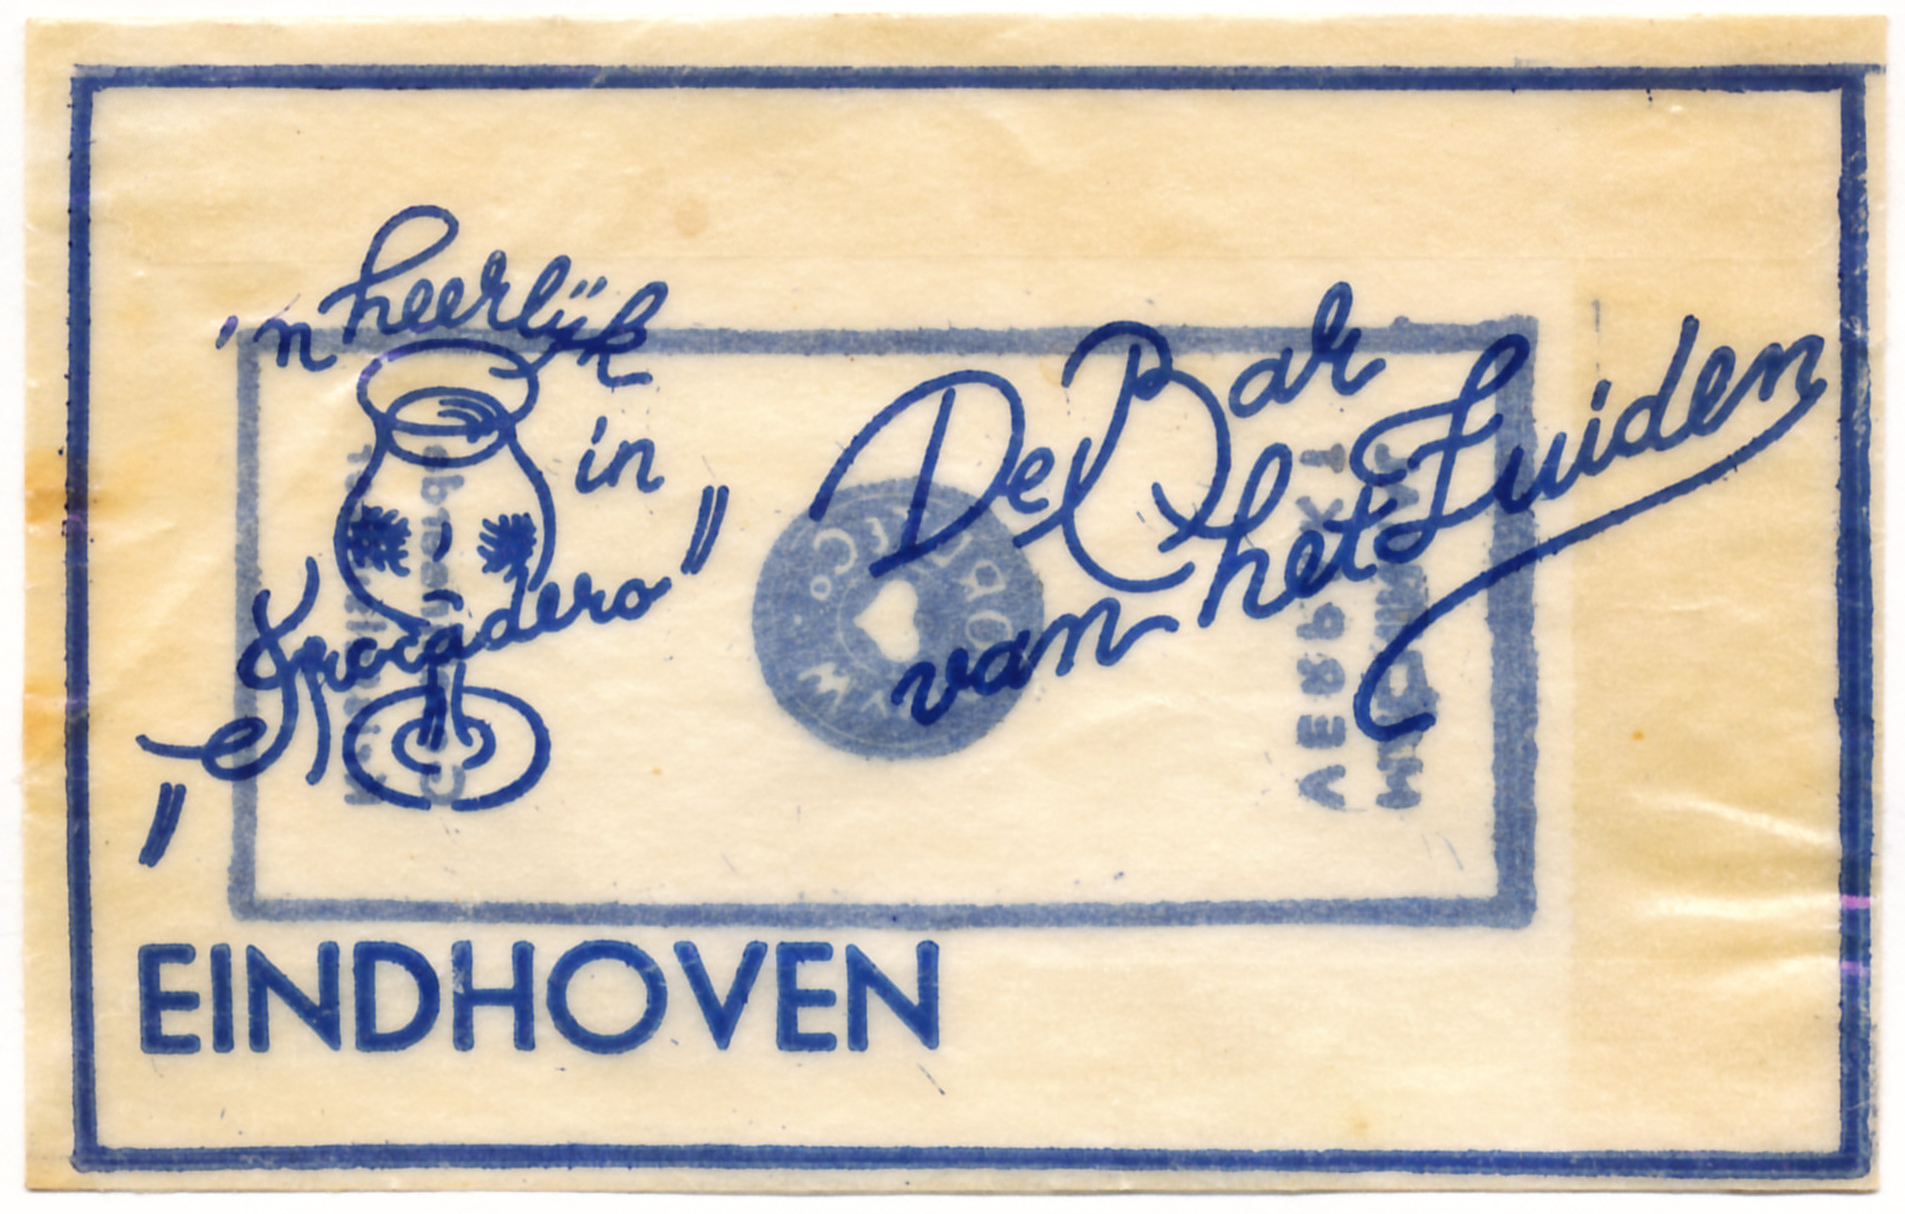 'n heerlijk
in
"Trocadero"
De Bar
van het Zuiden
EINDHOVEN